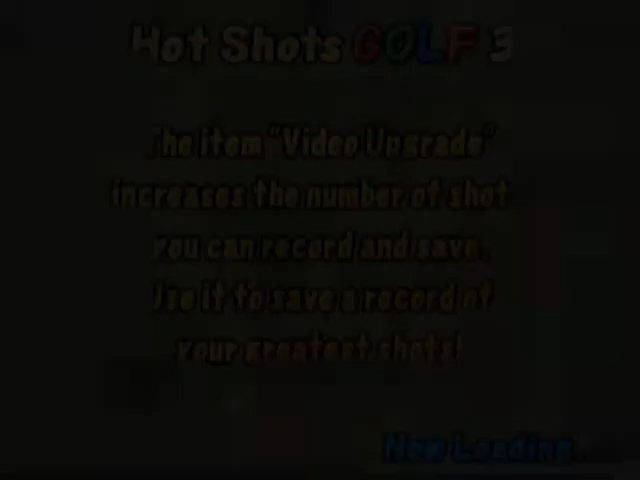 Hot Shots GOLF 3
The item "Video Upgrade"
increases the number of shot
you can record and save.
Use it to save a record of
your greatest shots!
Now Loading...